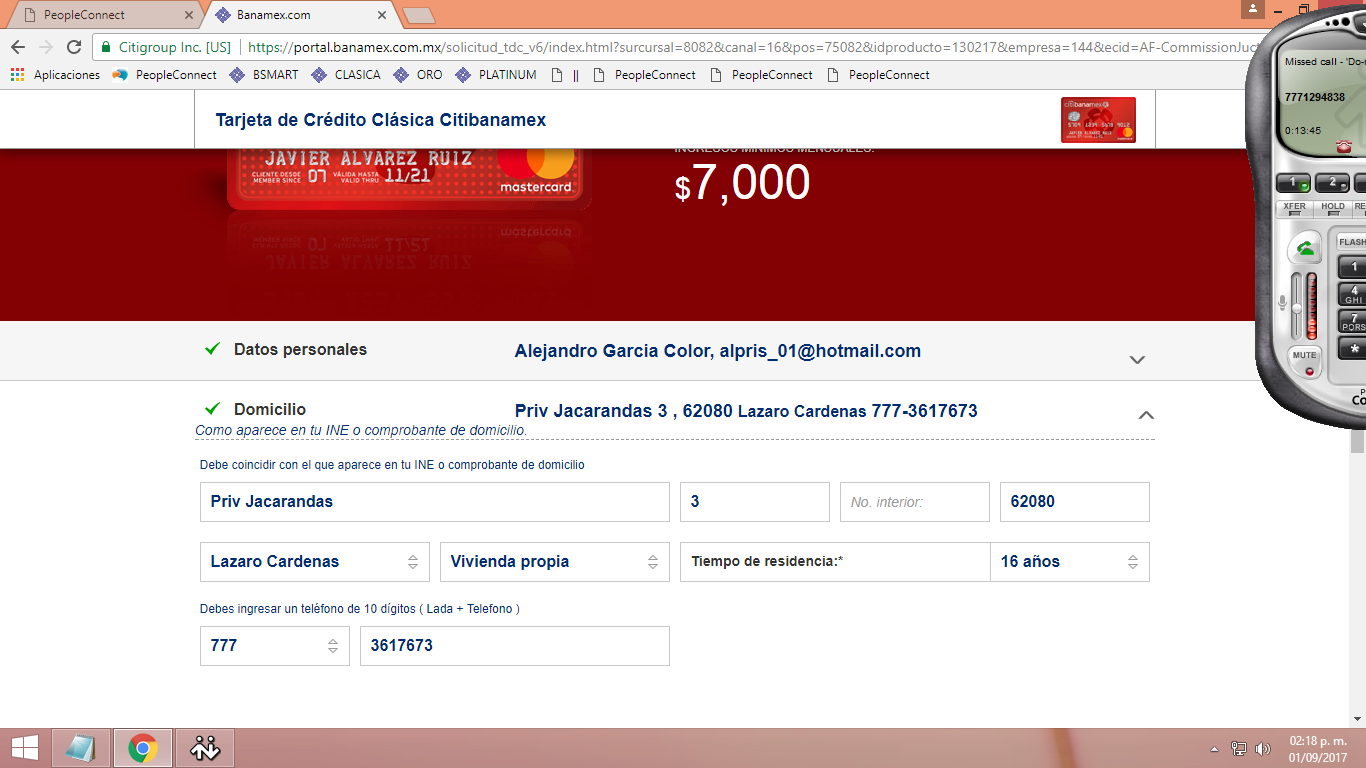 PeopleConnect
Banamex.com
Citigroup Inc. [US] https://portal.banamex.com.mx/solicitud_tdc_v6/index.html?sucursal=8082&canal=16&pos=75082&idproducto=130217&empresa=144&ecid=AF-CommissionJuct
Aplicaciones PeopleConnect BSMART CLASICA ORO PLATINUM || PeopleConnect PeopleConnect PeopleConnect
Missed call - 'Do-n
7771294838
0:13:45
1 2
XFER HOLD RE
FLASH
1
4
GHI
7
PORS
*
MUTE
Tarjeta de Crédito Clásica Citibanamex
citibanamex
JAVIER ALVAREZ RUIZ
CLIENTE DESDE
MEMBER SINCE 07 VÁLIDA HASTA
VALID THRU 11/21
mastercard
INGRESOS MÍNIMOS MENSUALES:
$7,000
Datos personales Alejandro Garcia Color, alpris_01@hotmail.com
Domicilio Priv Jacarandas 3 , 62080 Lazaro Cardenas 777-3617673
Como aparece en tu INE o comprobante de domicilio.
Debe coincidir con el que aparece en tu INE o comprobante de domicilio
Priv Jacarandas 3 No. interior: 62080
Lazaro Cardenas Vivienda propia Tiempo de residencia:* 16 años
Debes ingresar un teléfono de 10 dígitos ( Lada + Telefono )
777 3617673
02:18 p. m.
01/09/2017